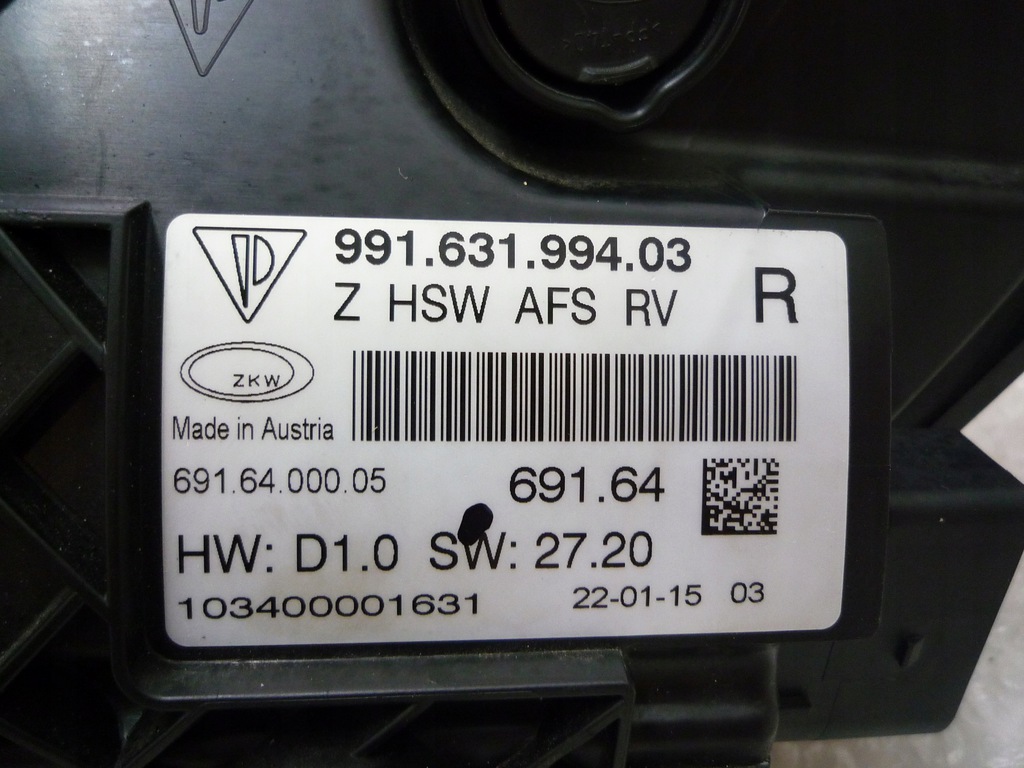 991.631.994.03
Z HSW AFS RV
R
ZKW
Made in Austria
691.64.000.05
691.64
HW: D1.0 SW: 27.20
103400001631
22-01-15 03